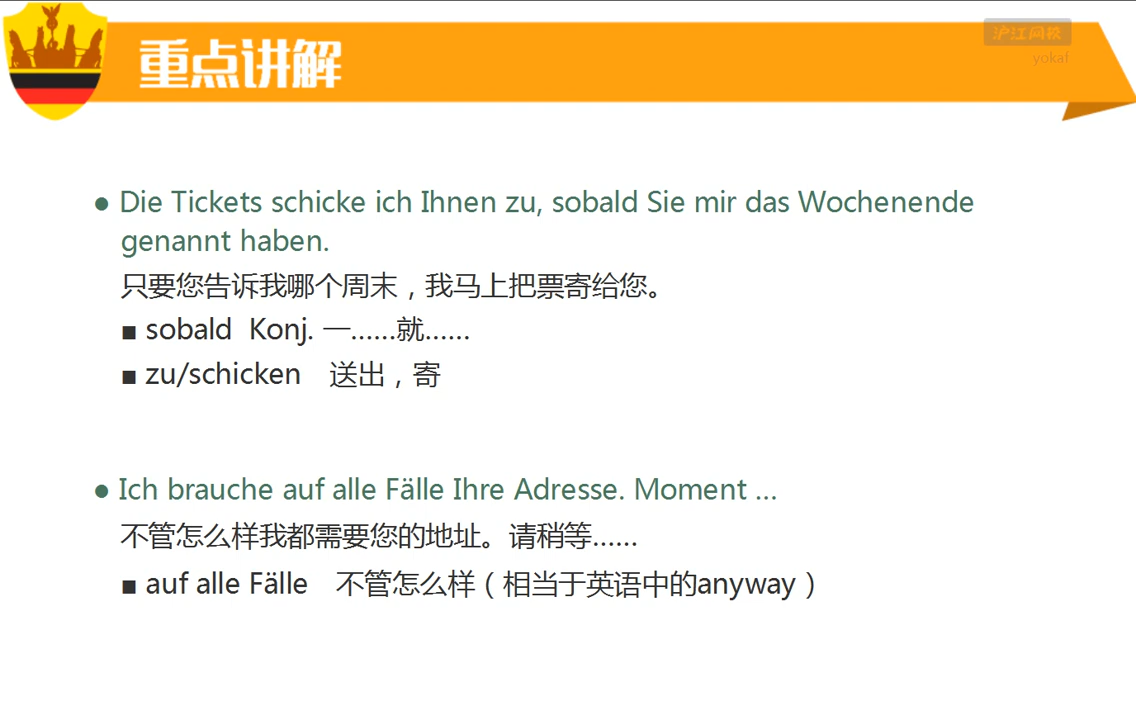 重点讲解
沪江网校
yokaf
● Die Tickets schicke ich Ihnen zu, sobald Sie mir das Wochenende
genannt haben.
只要您告诉我哪个周末，我马上把票寄给您。
■ sobald Konj. 一……就……
■ zu/schicken 送出，寄
● Ich brauche auf alle Fälle Ihre Adresse. Moment …
不管怎么样我都需要您的地址。请稍等……
■ auf alle Fälle 不管怎么样（相当于英语中的anyway）